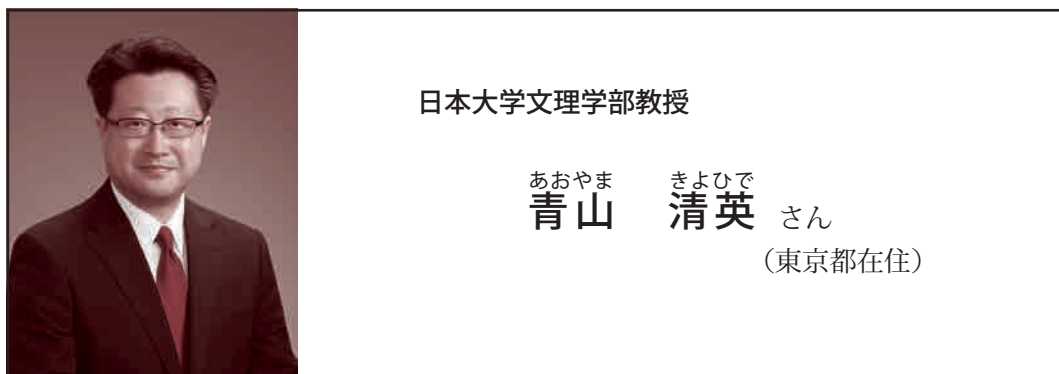 日本大学文理学部教授
あおやま きよひで
青山 清英 さん
（東京都在住）